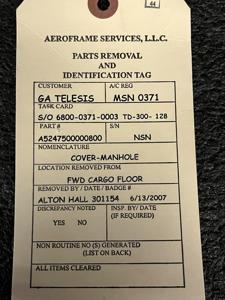 44
AEROFRAME SERVICES, L.L.C.
PARTS REMOVAL
AND
IDENTIFICATION TAG
CUSTOMER A/C REG
GA TELESIS MSN 0371
TASK CARD
S/O 6800-0371-0003 TD-300- 128
PART # S/N
A5247500000800 NSN
NOMENCLATURE
COVER-MANHOLE
LOCATION REMOVED FROM
FWD CARGO FLOOR
REMOVED BY / DATE / BADGE #
ALTON HALL 301154 6/13/2007
DISCREPANCY NOTED INSP. BY/ DATE
YES NO (IF REQUIRED)
NON ROUTINE NO (S) GENERATED
(LIST ON BACK)
ALL ITEMS CLEARED